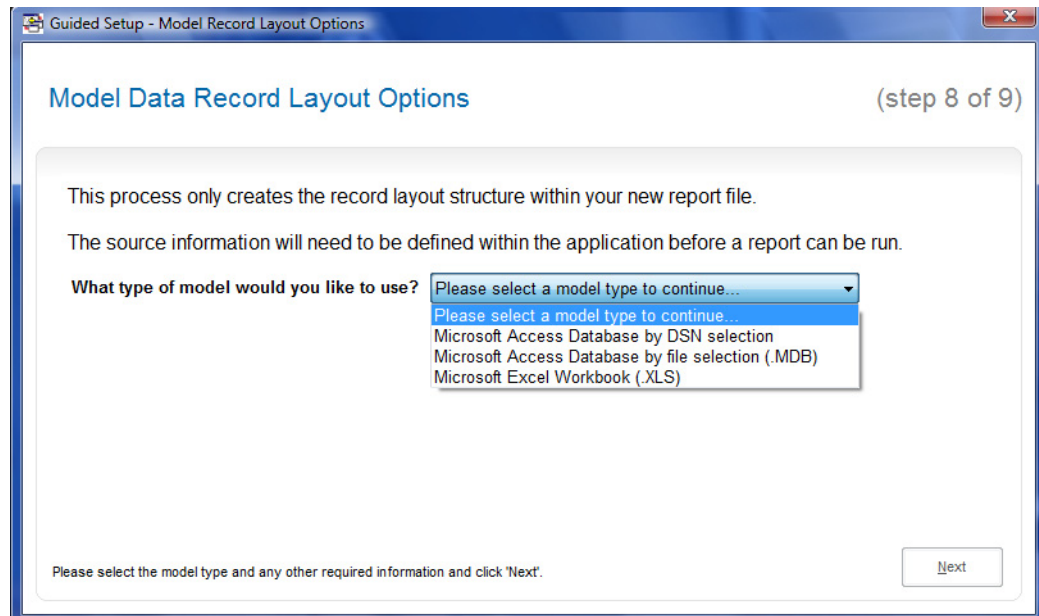 Guided Setup - Model Record Layout Options
x
Model Data Record Layout Options
(step 8 of 9)
This process only creates the record layout structure within your new report file.
The source information will need to be defined within the application before a report can be run.
What type of model would you like to use? Please select a model type to continue...
Please select a model type to continue...
Microsoft Access Database by DSN selection
Microsoft Access Database by file selection (.MDB)
Microsoft Excel Workbook (.XLS)
Please select the model type and any other required information and click 'Next'.
Next